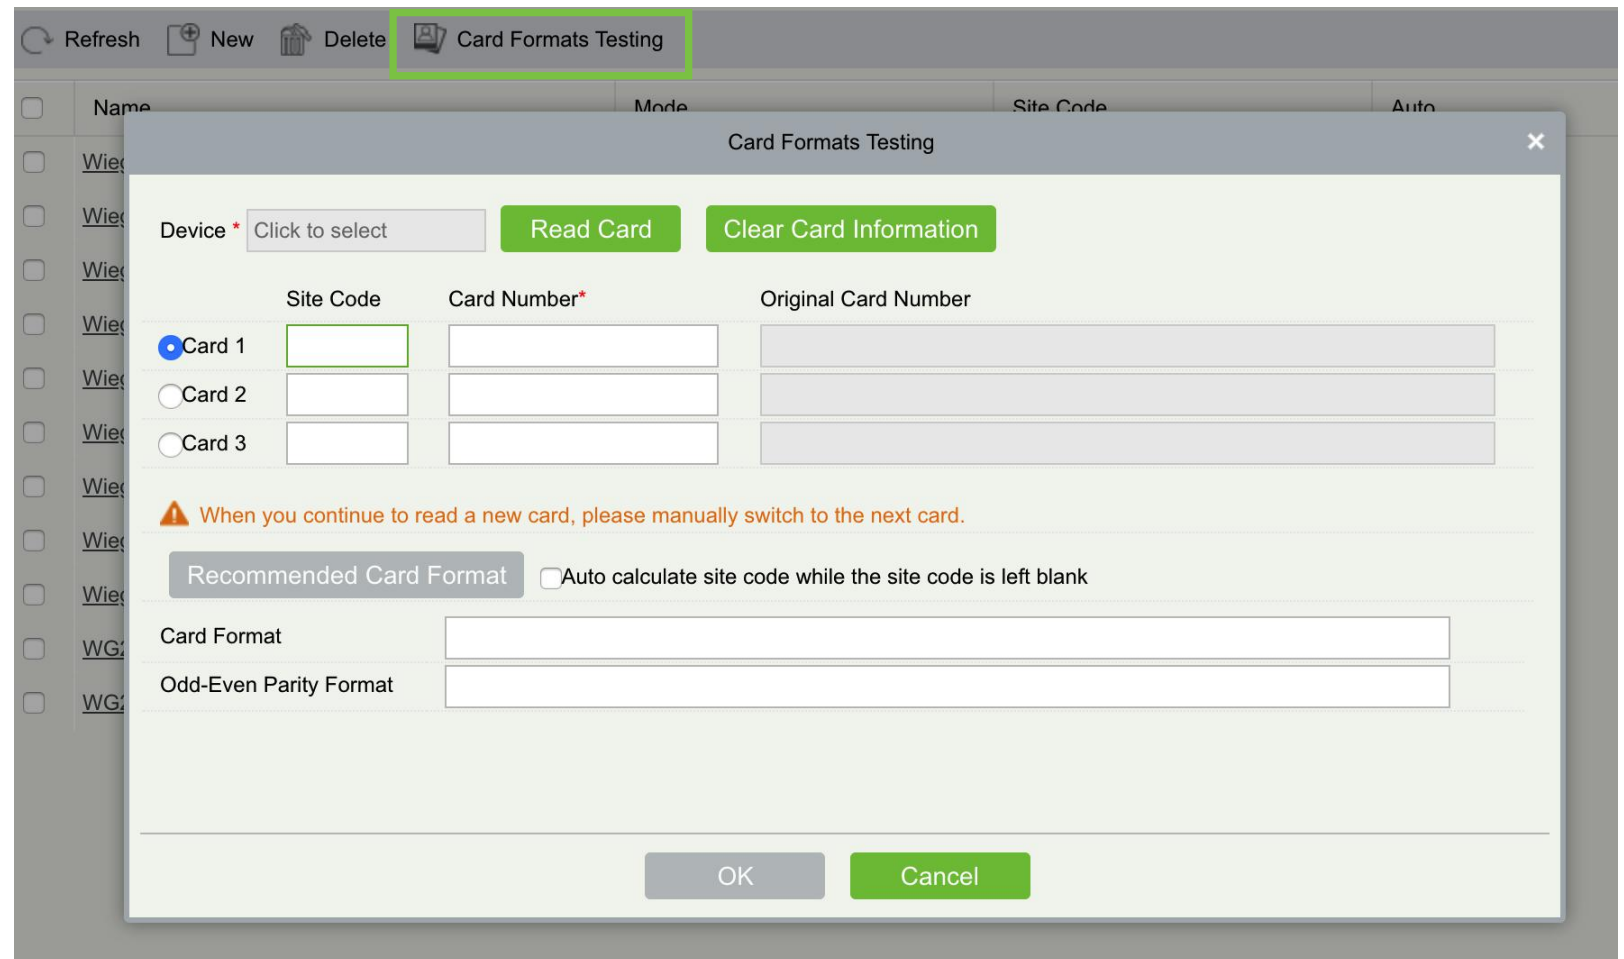 Refresh New Delete Card Formats Testing
Name Mode Site Code Auto
Card Formats Testing
Device * Click to select Read Card Clear Card Information
Site Code Card Number* Original Card Number
Card 1
Card 2
Card 3
When you continue to read a new card, please manually switch to the next card.
Recommended Card Format Auto calculate site code while the site code is left blank
Card Format
Odd-Even Parity Format
OK Cancel